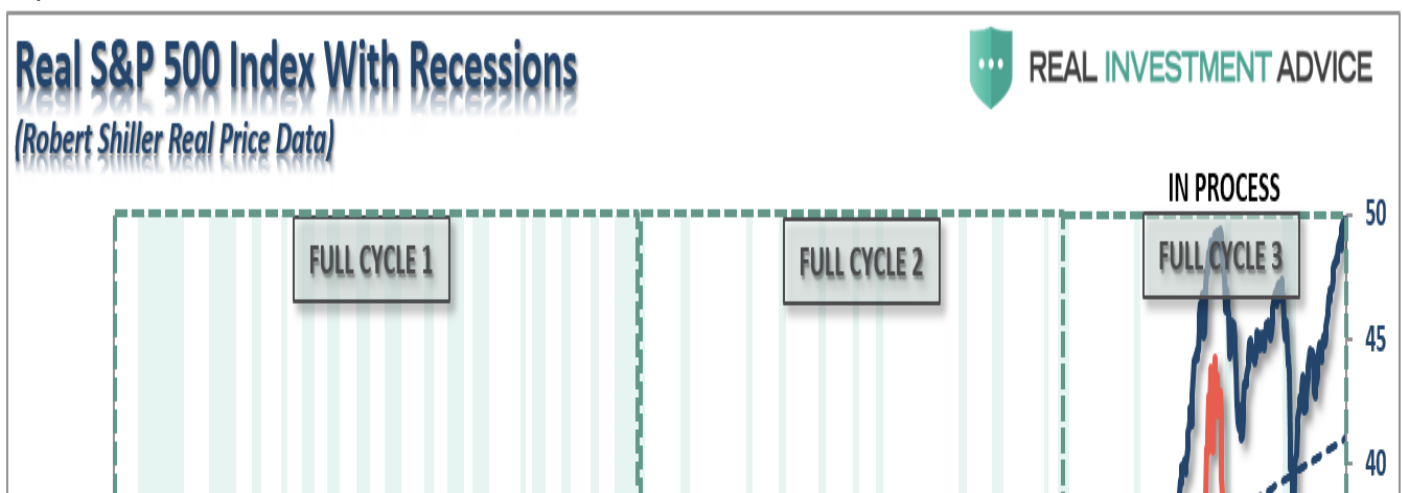 Real S&P 500 Index With Recessions
(Robert Shiller Real Price Data)
REAL INVESTMENT ADVICE
IN PROCESS
FULL CYCLE 1
FULL CYCLE 2
FULL CYCLE 3
50
45
40